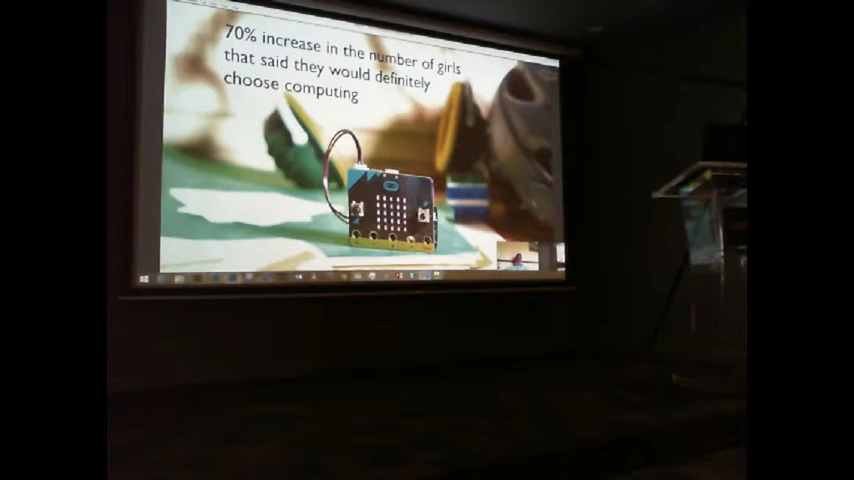 70% increase in the number of girls
that said they would definitely
choose computing